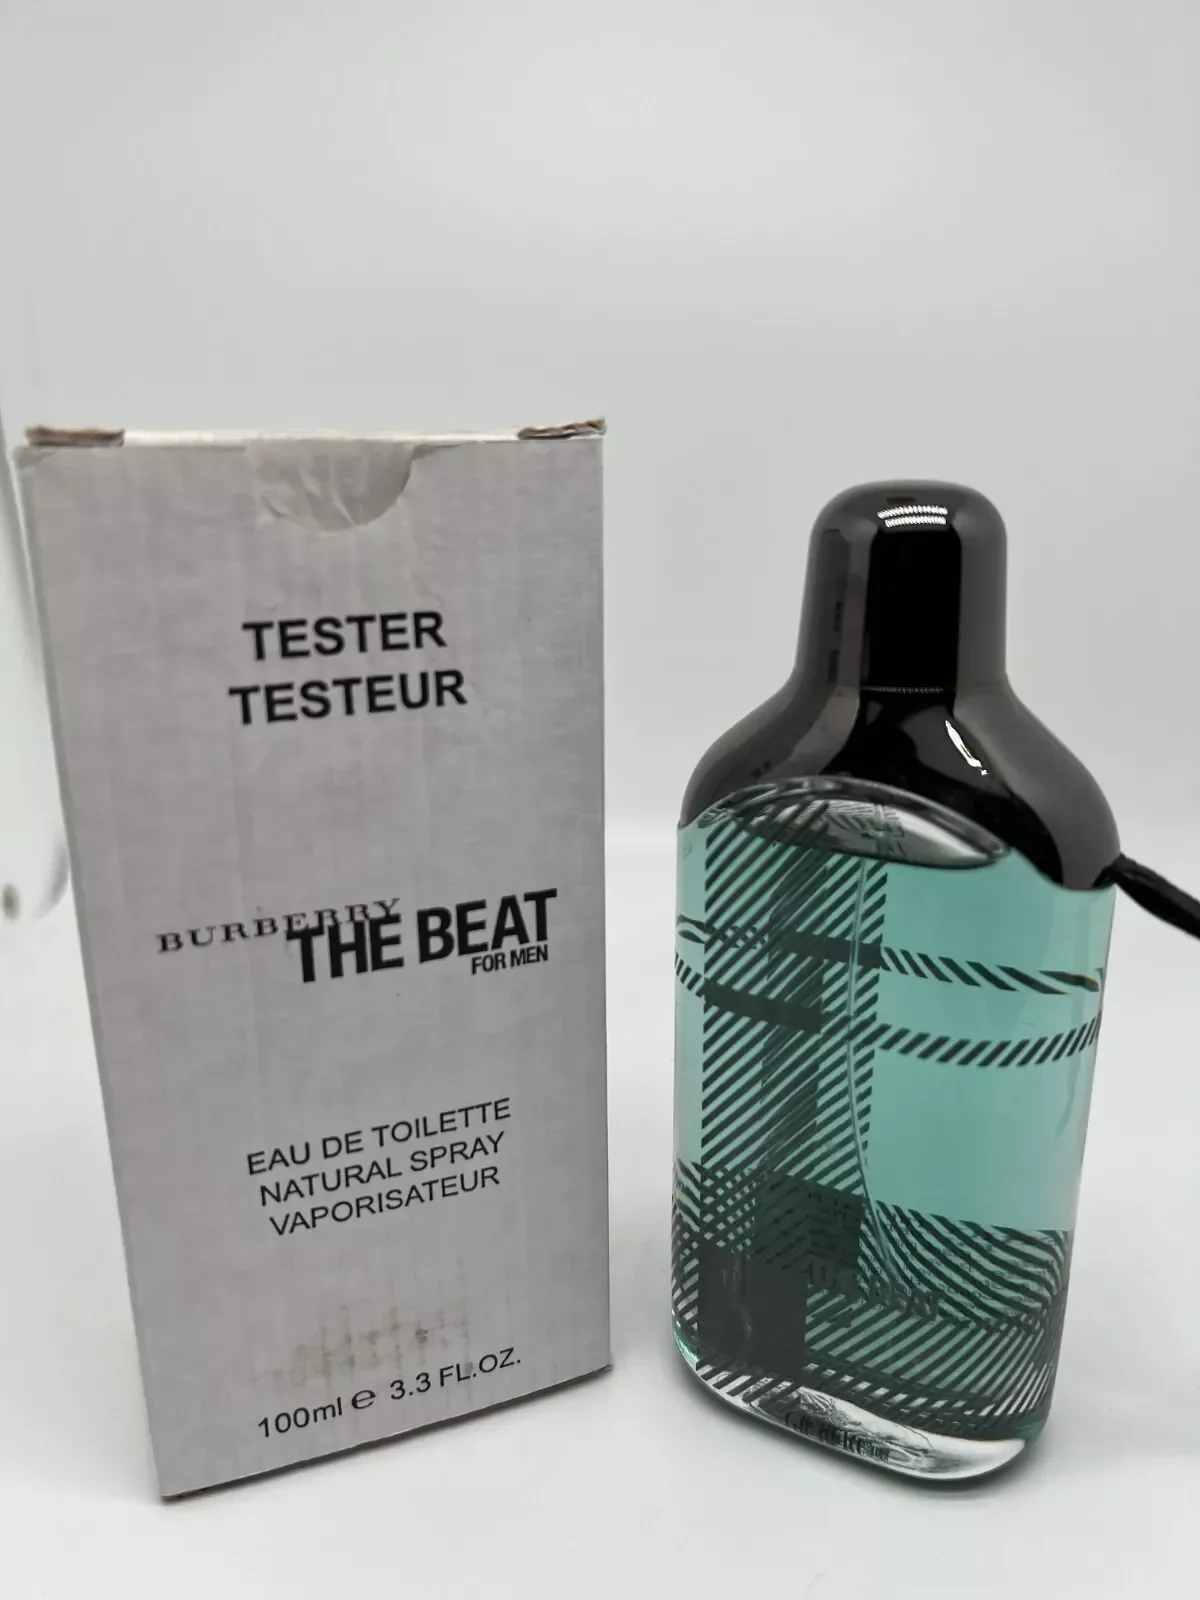 TESTER
TESTEUR
BURBERRY
THE BEAT
FOR MEN
EAU DE TOILETTE
NATURAL SPRAY
VAPORISATEUR
100ml e 3.3 FL.OZ.